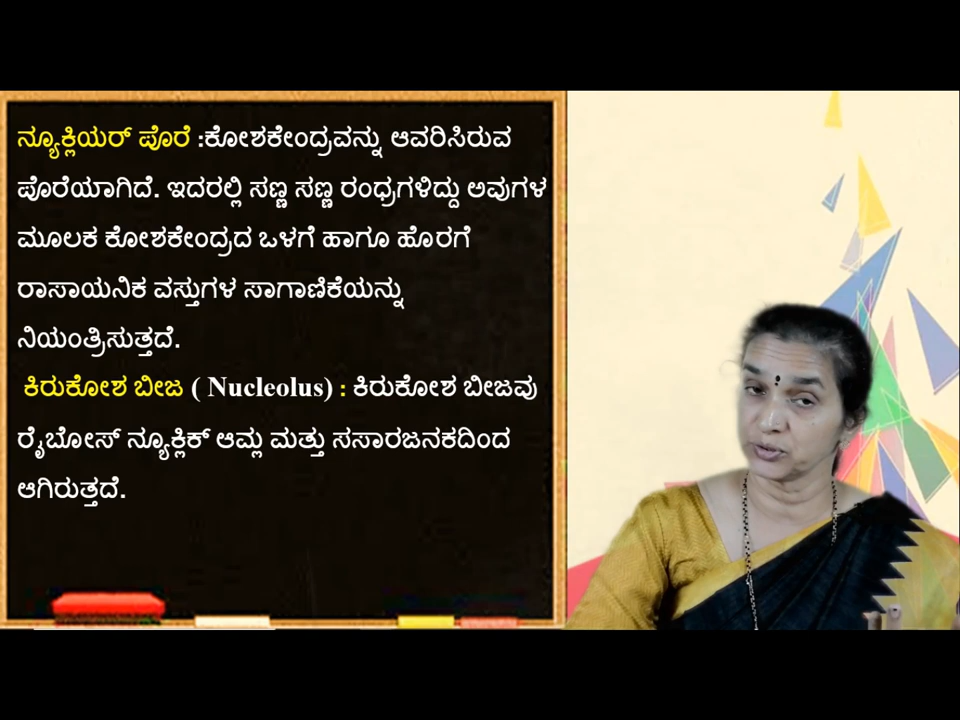 ನ್ಯೂಕ್ಲಿಯರ್ ಪೊರೆ :ಕೋಶಕೇಂದ್ರವನ್ನು ಆವರಿಸಿರುವ
ಪೊರೆಯಾಗಿದೆ. ಇದರಲ್ಲಿ ಸಣ್ಣ ಸಣ್ಣ ರಂಧ್ರಗಳಿದ್ದು ಅವುಗಳ
ಮೂಲಕ ಕೋಶಕೇಂದ್ರದ ಒಳಗೆ ಹಾಗೂ ಹೊರಗೆ
ರಾಸಾಯನಿಕ ವಸ್ತುಗಳ ಸಾಗಾಣಿಕೆಯನ್ನು
ನಿಯಂತ್ರಿಸುತ್ತದೆ.
ಕಿರುಕೋಶ ಬೀಜ ( Nucleolus) : ಕಿರುಕೋಶ ಬೀಜವು
ರೈಬೋಸ್ ನ್ಯೂಕ್ಲಿಕ್ ಆಮ್ಲ ಮತ್ತು ಸಸಾರಜನಕದಿಂದ
ಆಗಿರುತ್ತದೆ.